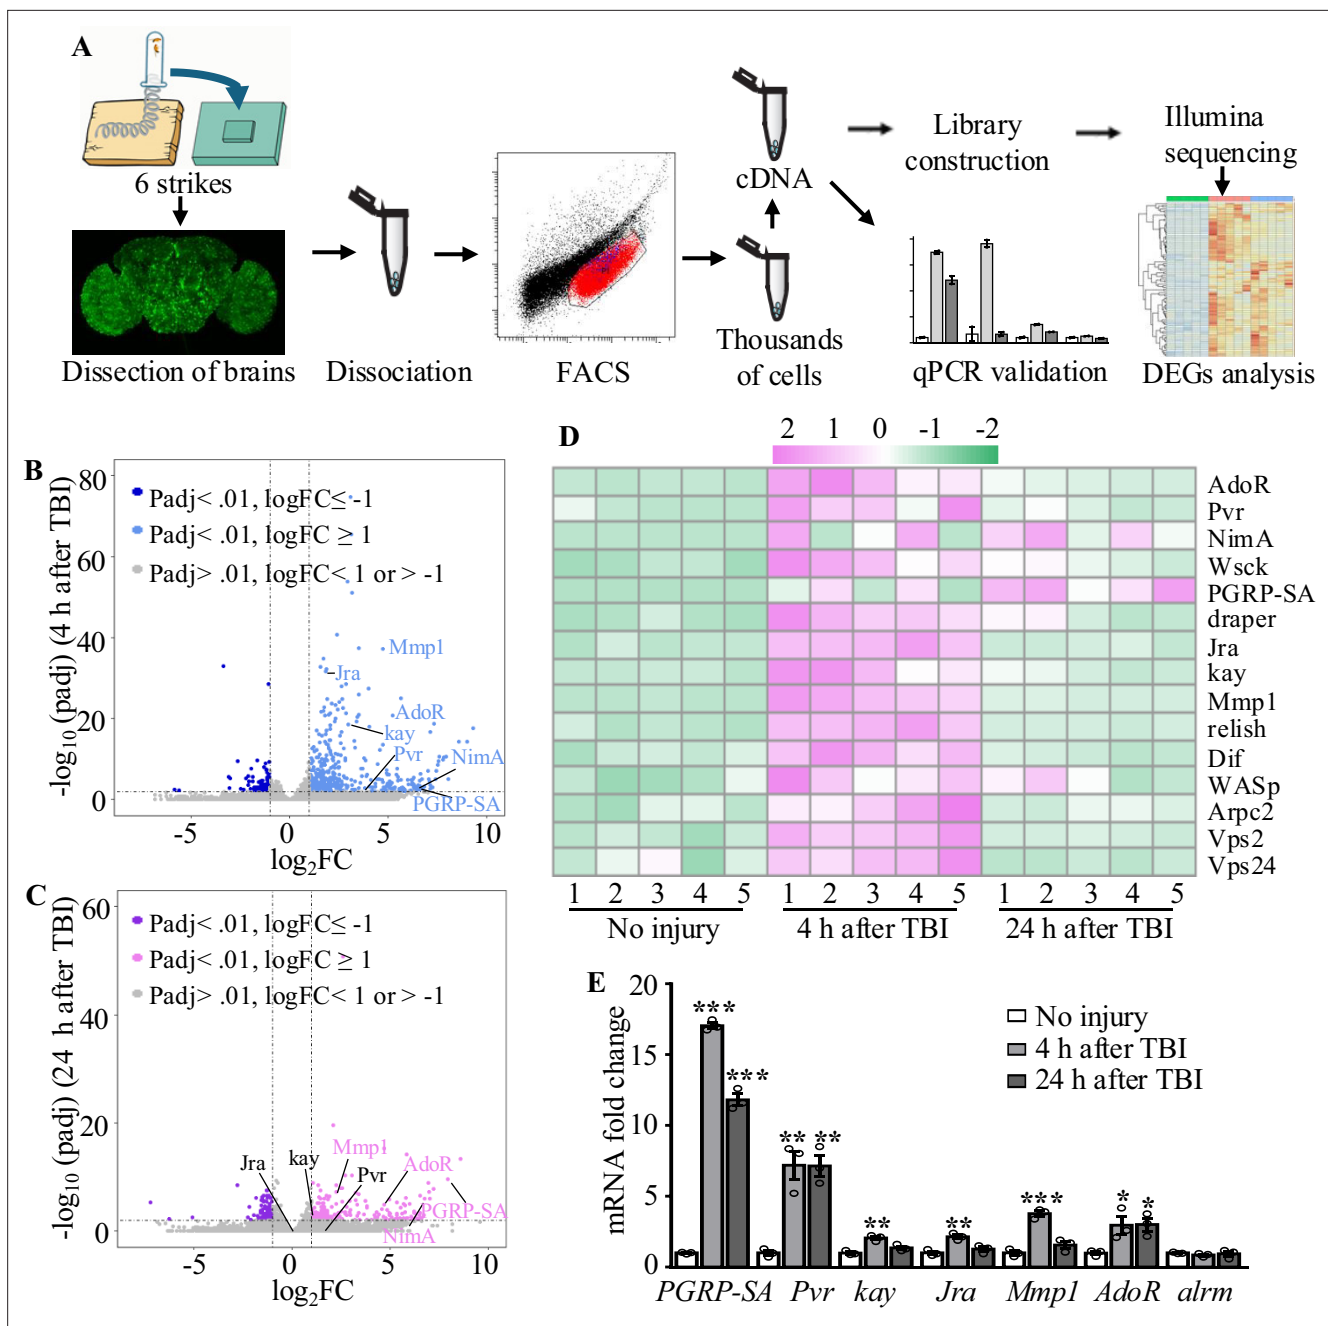 A
6 strikes
Dissection of brains
Dissociation
FACS
Thousands
of cells
cDNA
Library
construction
Illumina
sequencing
qPCR validation
DEGs analysis
B
-log10 (padj) (4 h after TBI)
80
60
40
20
0
Padj< .01, logFC≤ -1
Padj< .01, logFC ≥ 1
Padj> .01, logFC< 1 or > -1
Mmp1
Jra
AdoR
kay
Pvr
NimA
PGRP-SA
-5 0 5 10
log2FC
C
-log10 (padj) (24 h after TBI)
60
40
20
0
Padj< .01, logFC≤ -1
Padj< .01, logFC ≥ 1
Padj> .01, logFC< 1 or > -1
Jra
kay
Mmp1
Pvr
AdoR
PGRP-SA
NimA
-5 0 5 10
log2FC
D
2 1 0 -1 -2
AdoR
Pvr
NimA
Wsck
PGRP-SA
draper
Jra
kay
Mmp1
relish
Dif
WASp
Arpc2
Vps2
Vps24
1 2 3 4 5 1 2 3 4 5 1 2 3 4 5
No injury 4 h after TBI 24 h after TBI
E
mRNA fold change
20
15
10
5
0
No injury
4 h after TBI
24 h after TBI
***
***
** **
**
**
***
* *
PGRP-SA Pvr kay Jra Mmp1 AdoR alrm